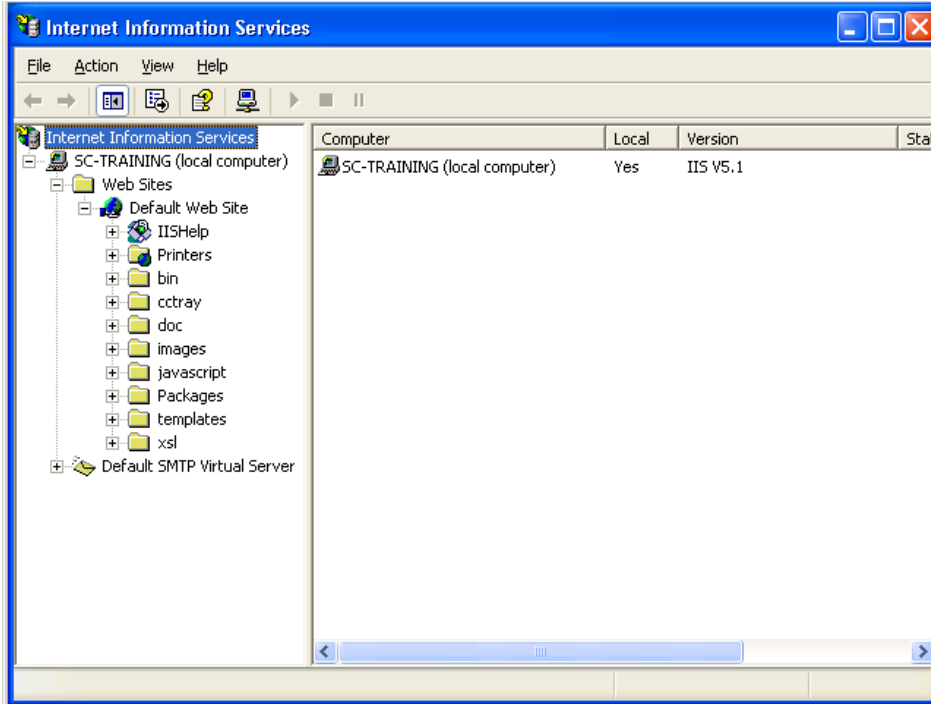 Internet Information Services
File Action View Help
Internet Information Services
SC-TRAINING (local computer)
Web Sites
Default Web Site
IISHelp
Printers
bin
cctray
doc
images
javascript
Packages
templates
xsl
Default SMTP Virtual Server
Computer Local Version Sta
SC-TRAINING (local computer) Yes IIS V5.1